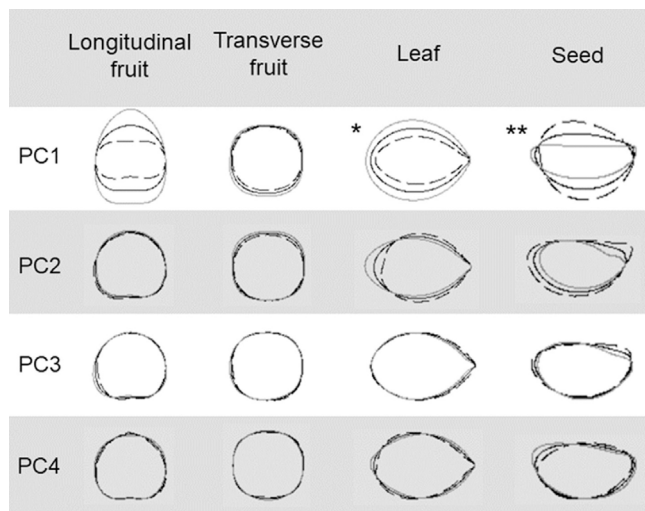 Longitudinal fruit
Transverse fruit
Leaf
Seed
PC1
*
**
PC2
PC3
PC4